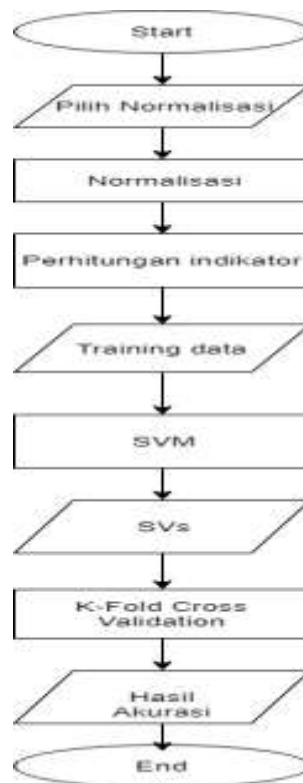 Start
Pilih Normalisasi
Normalisasi
Perhitungan indikator
Training data
SVM
SVs
K-Fold Cross
Validation
Hasil
Akurasi
End